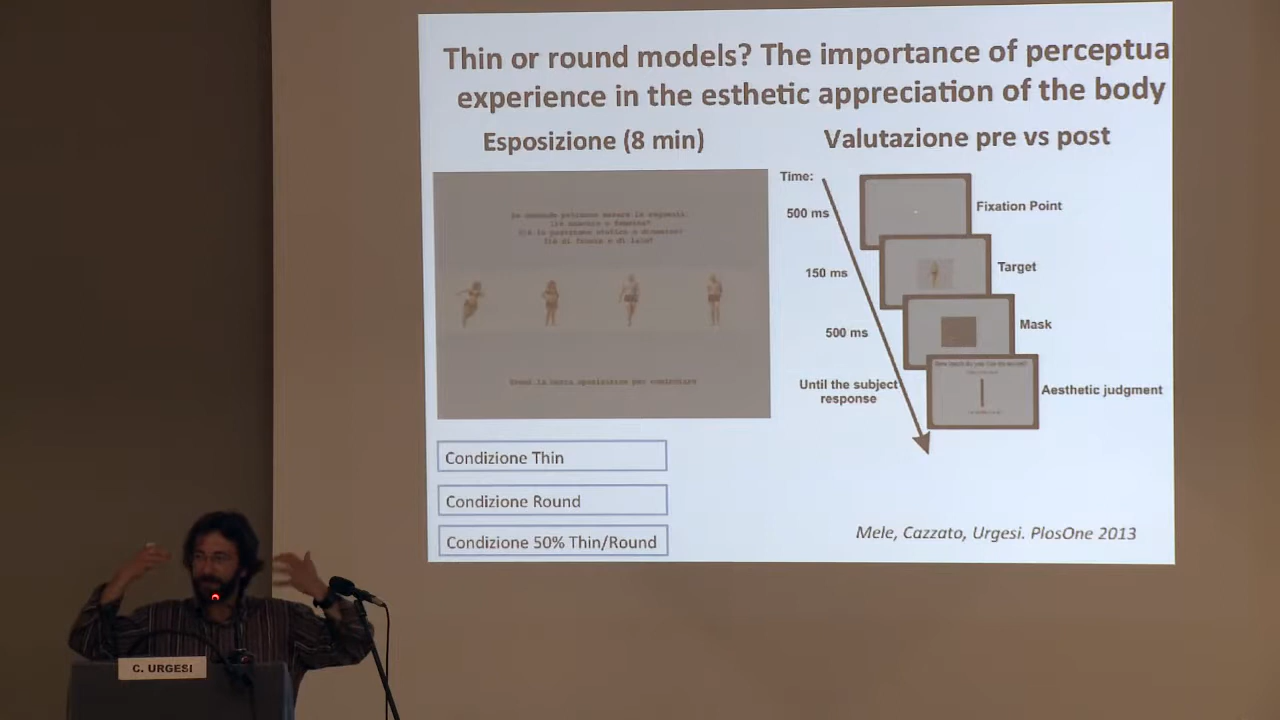 Thin or round models? The importance of perceptua
experience in the esthetic appreciation of the body
Esposizione (8 min)
Valutazione pre vs post
Time:
500 ms
Fixation Point
150 ms
Target
500 ms
Mask
Until the subject
response
Aesthetic judgment
Condizione Thin
Condizione Round
Condizione 50% Thin/Round
Mele, Cazzato, Urgesi. PlosOne 2013
C. URGESI